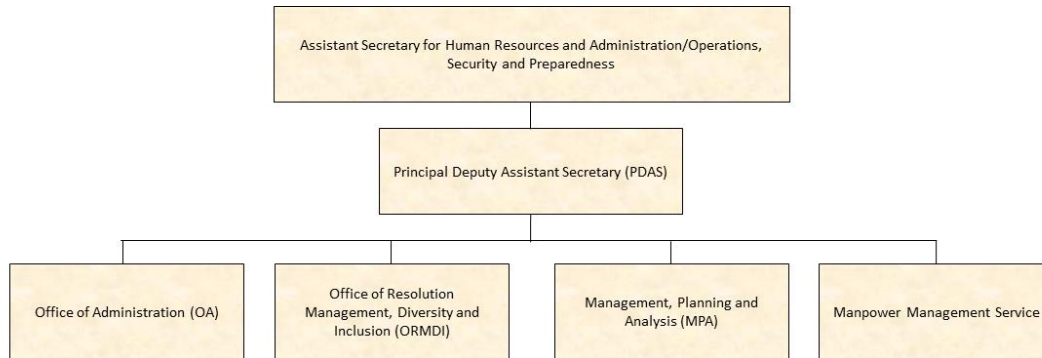 Assistant Secretary for Human Resources and Administration/Operations,
Security and Preparedness
Principal Deputy Assistant Secretary (PDAS)
Office of Administration (OA)
Office of Resolution
Management, Diversity and
Inclusion (ORMDI)
Management, Planning and
Analysis (MPA)
Manpower Management Service